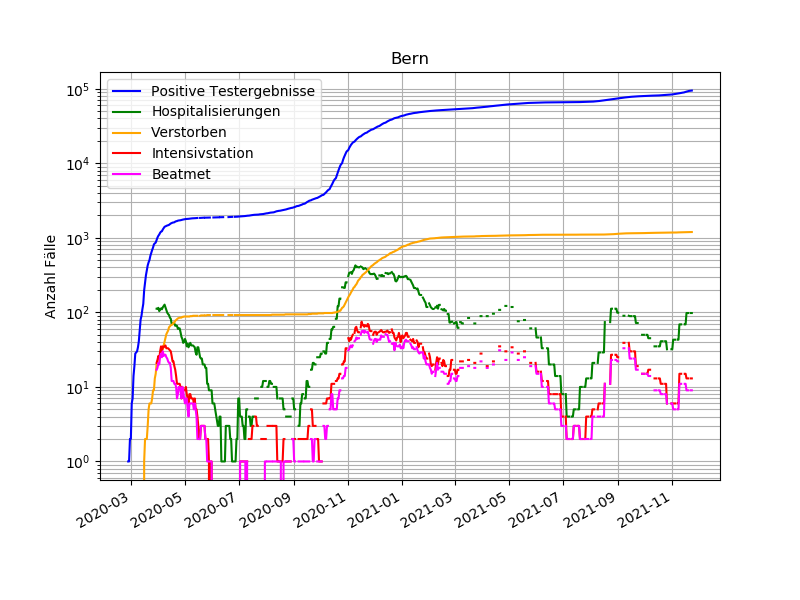 Bern
Positive Testergebnisse
Hospitalisierungen
Verstorben
Intensivstation
Beatmet
Anzahl Fälle
10^5
10^4
10^3
10^2
10^1
10^0
2020-03
2020-05
2020-07
2020-09
2020-11
2021-01
2021-03
2021-05
2021-07
2021-09
2021-11